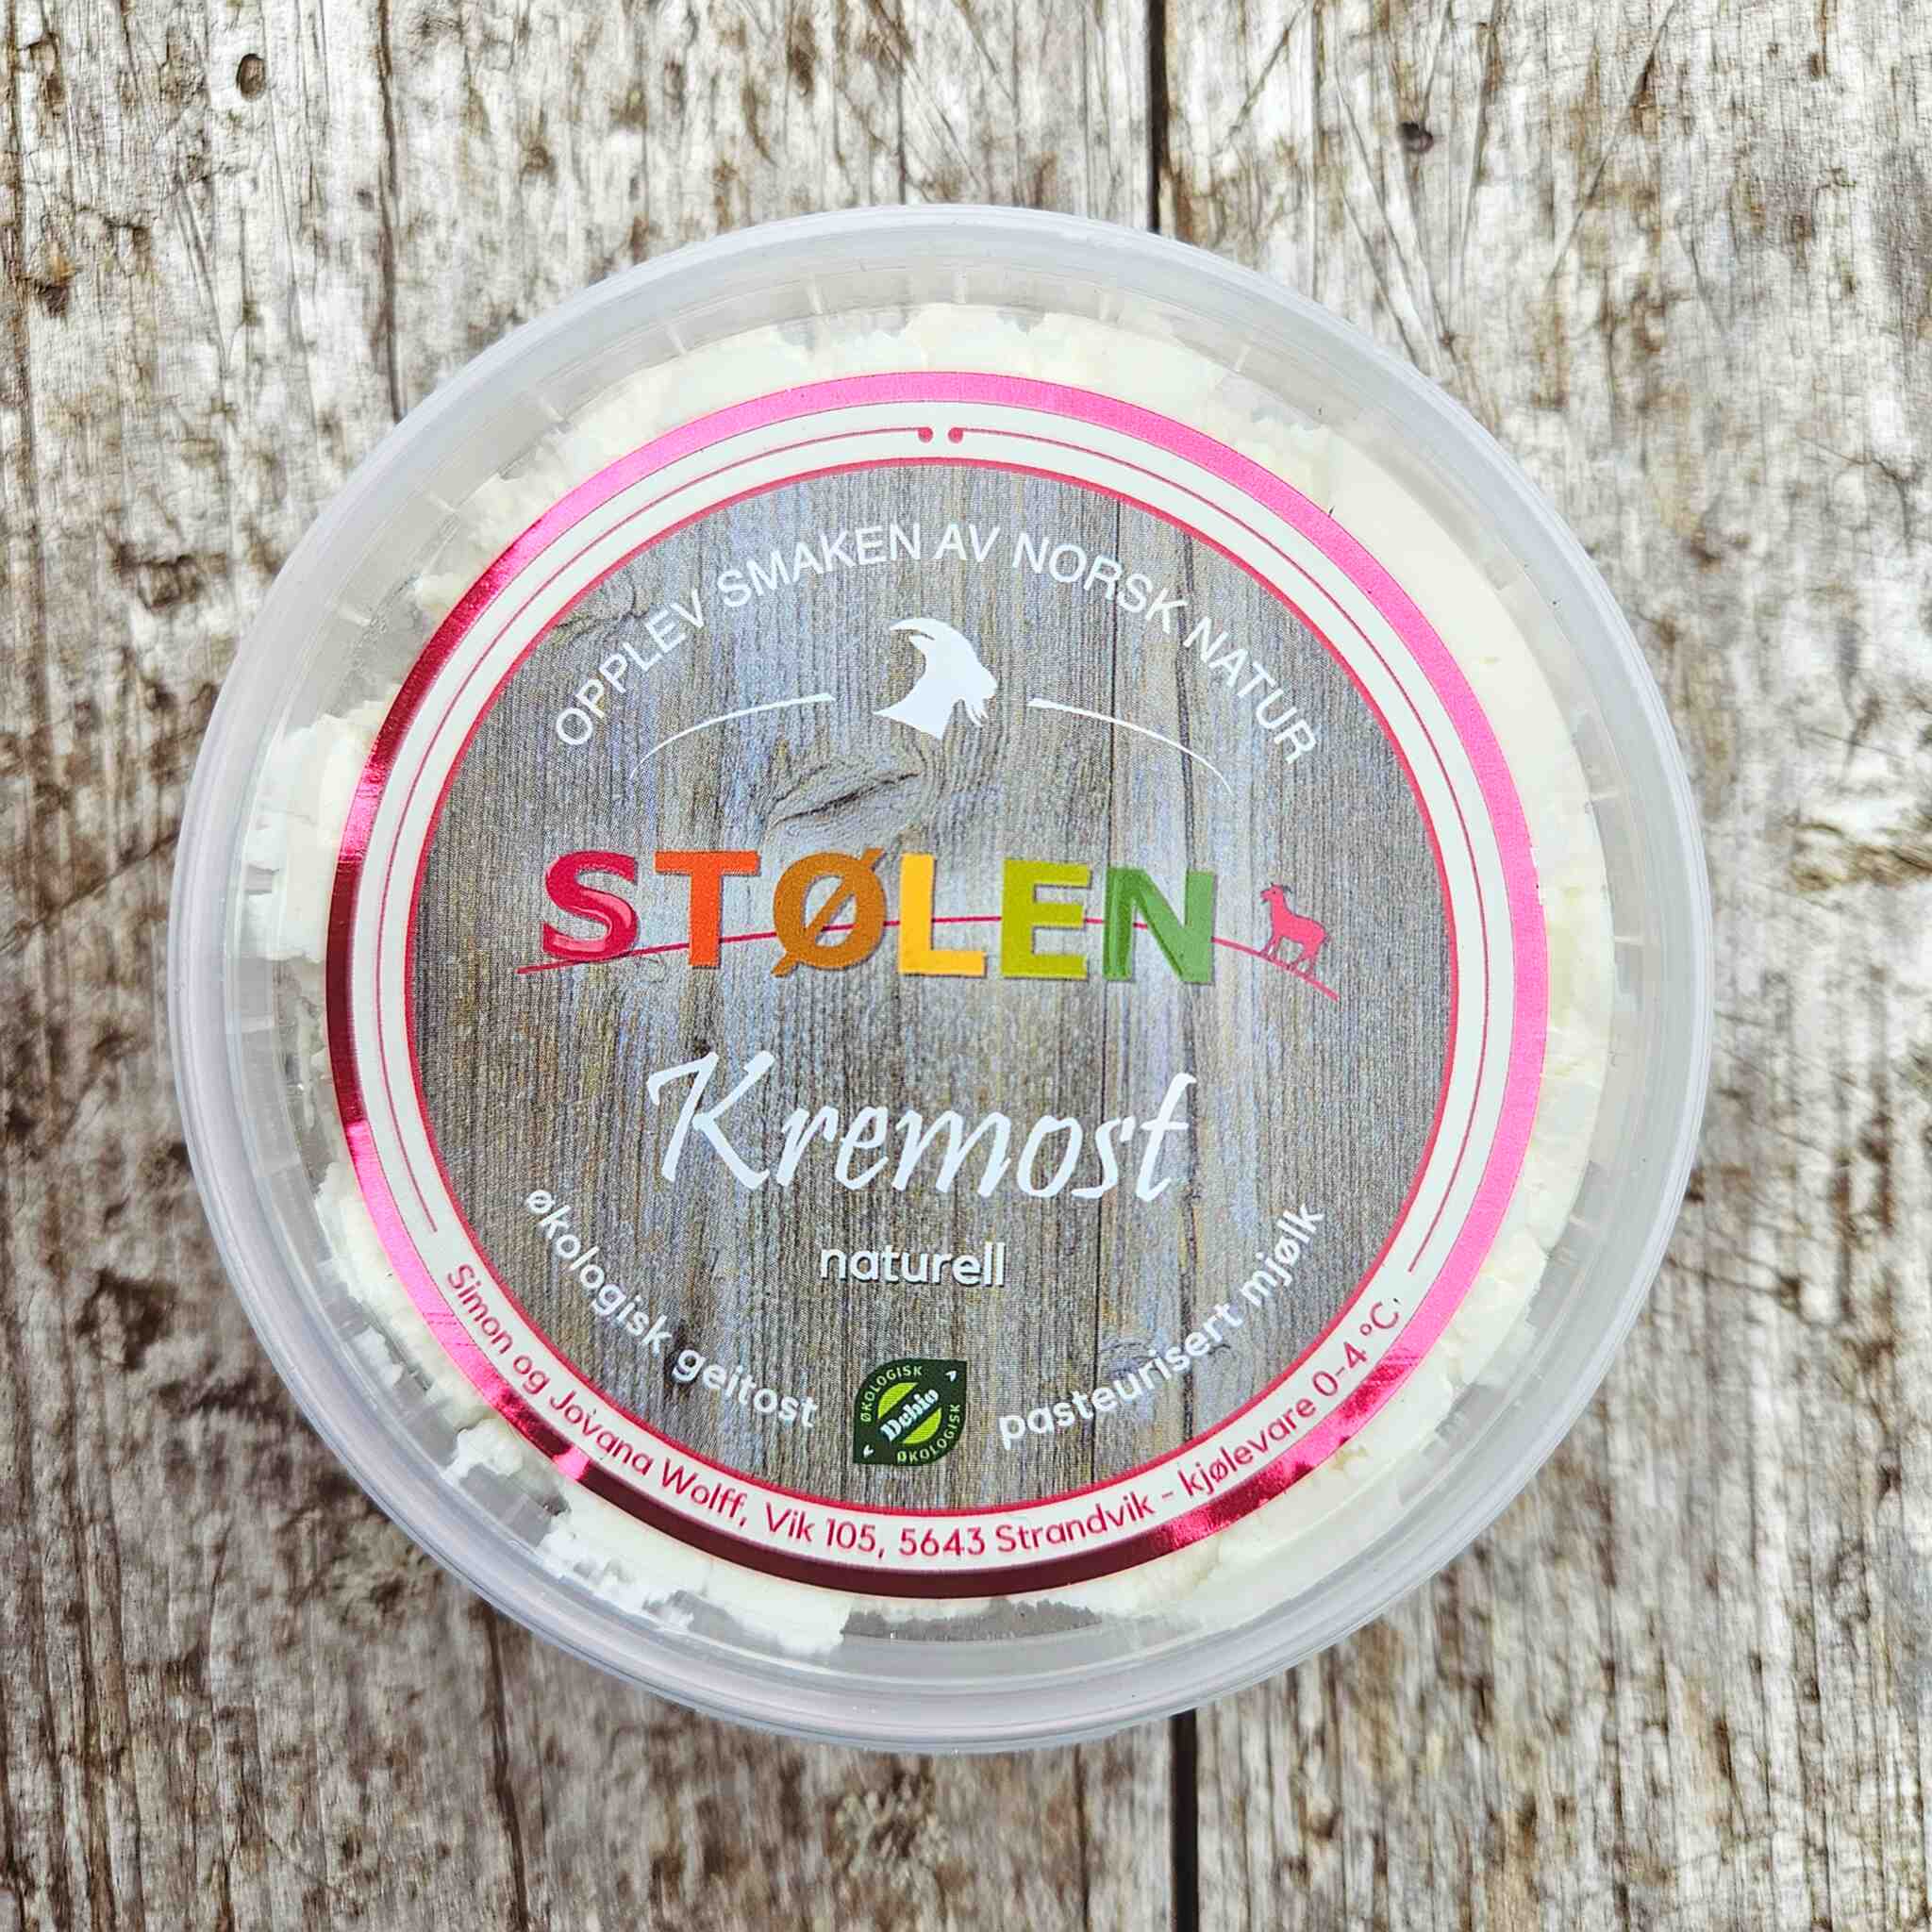 OPPLEV SMAKEN AV NORSK NATUR
STØLEN
Kremost
naturell
økologisk geitost
pasteurisert mjølk
ØKOLOGISK
Debio
ØKOLOGISK
Simon og Jovana Wolff, Vik 105, 5643 Strandvik - kjølevare 0-4 °C